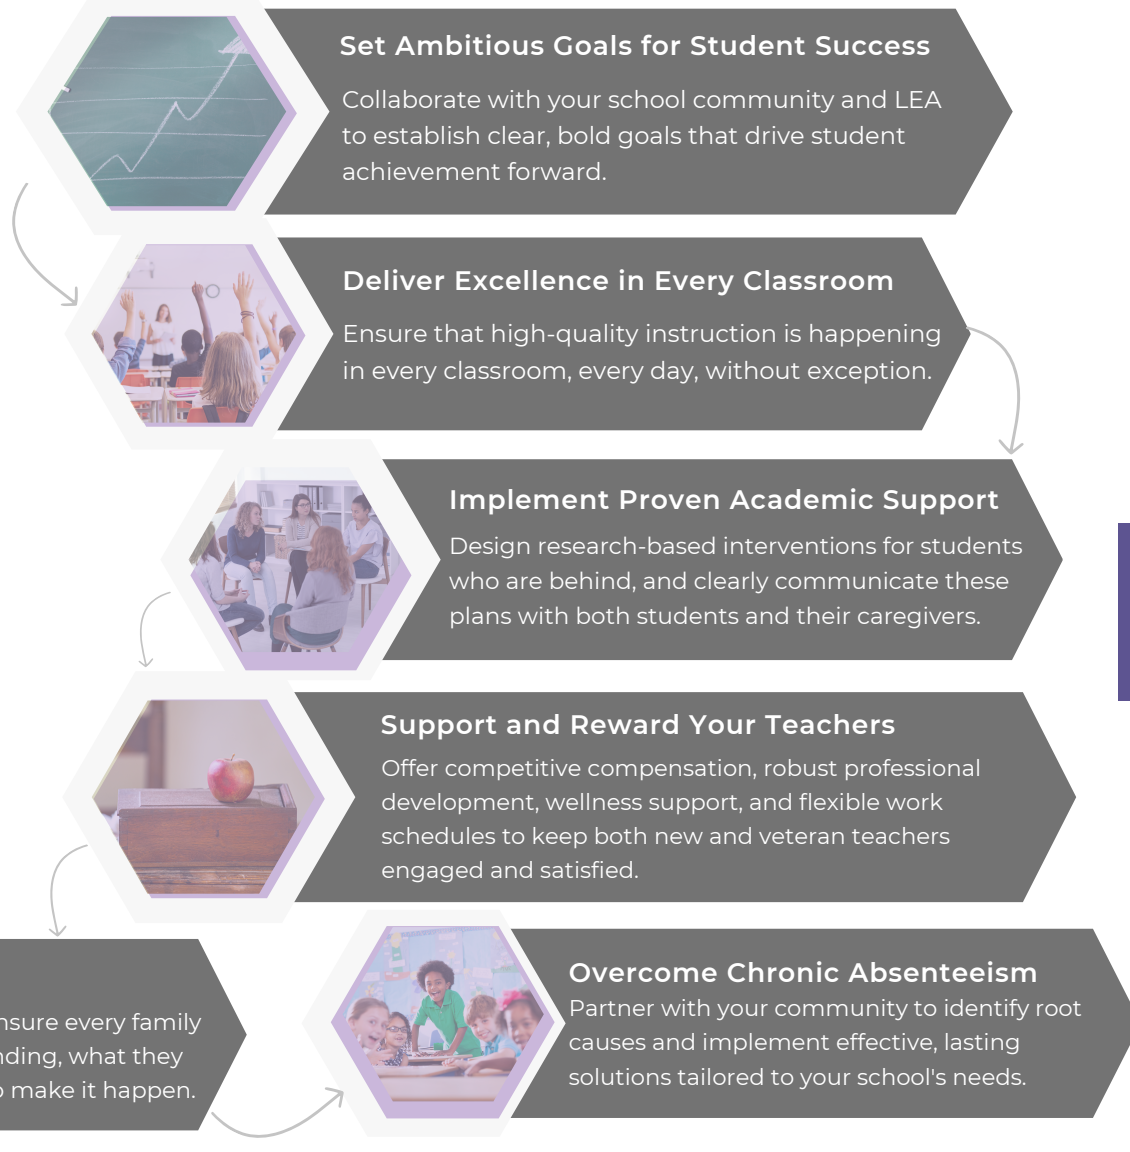 Set Ambitious Goals for Student Success
Collaborate with your school community and LEA
to establish clear, bold goals that drive student
achievement forward.
Deliver Excellence in Every Classroom
Ensure that high-quality instruction is happening
in every classroom, every day, without exception.
Implement Proven Academic Support
Design research-based interventions for students
who are behind, and clearly communicate these
plans with both students and their caregivers.
Support and Reward Your Teachers
Offer competitive compensation, robust professional
development, wellness support, and flexible work
schedules to keep both new and veteran teachers
engaged and satisfied.
every family
what they
make it happen.
Overcome Chronic Absenteeism
Partner with your community to identify root
causes and implement effective, lasting
solutions tailored to your school's needs.